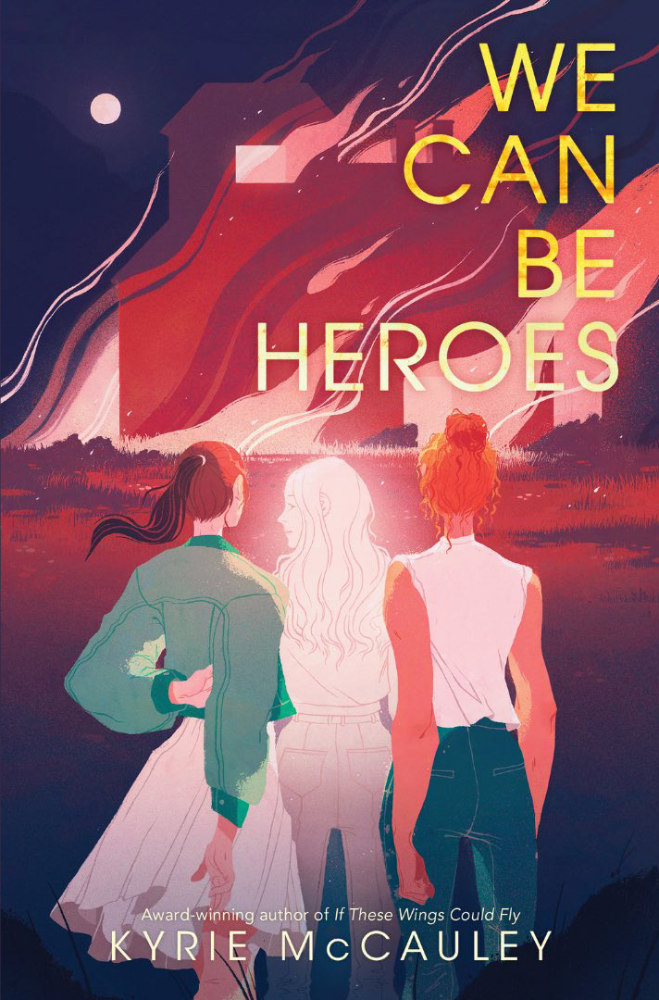 WE
CAN
BE
HEROES
Award-winning author of If These Wings Could Fly
KYRIE McCAULEY